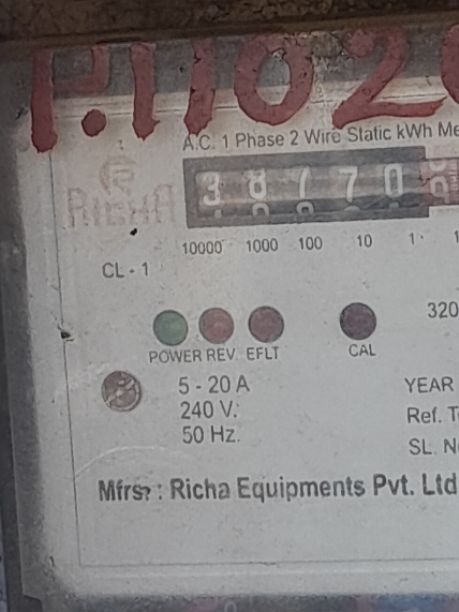 P.1102
A.C. 1 Phase 2 Wire Static kWh Me
RICHA
38770
10000 1000 100 10 1
CL - 1
320
POWER REV. EFLT CAL
5 - 20 A
240 V.
50 Hz.
YEAR
Ref. T
SL. N
Mfrs. : Richa Equipments Pvt. Ltd